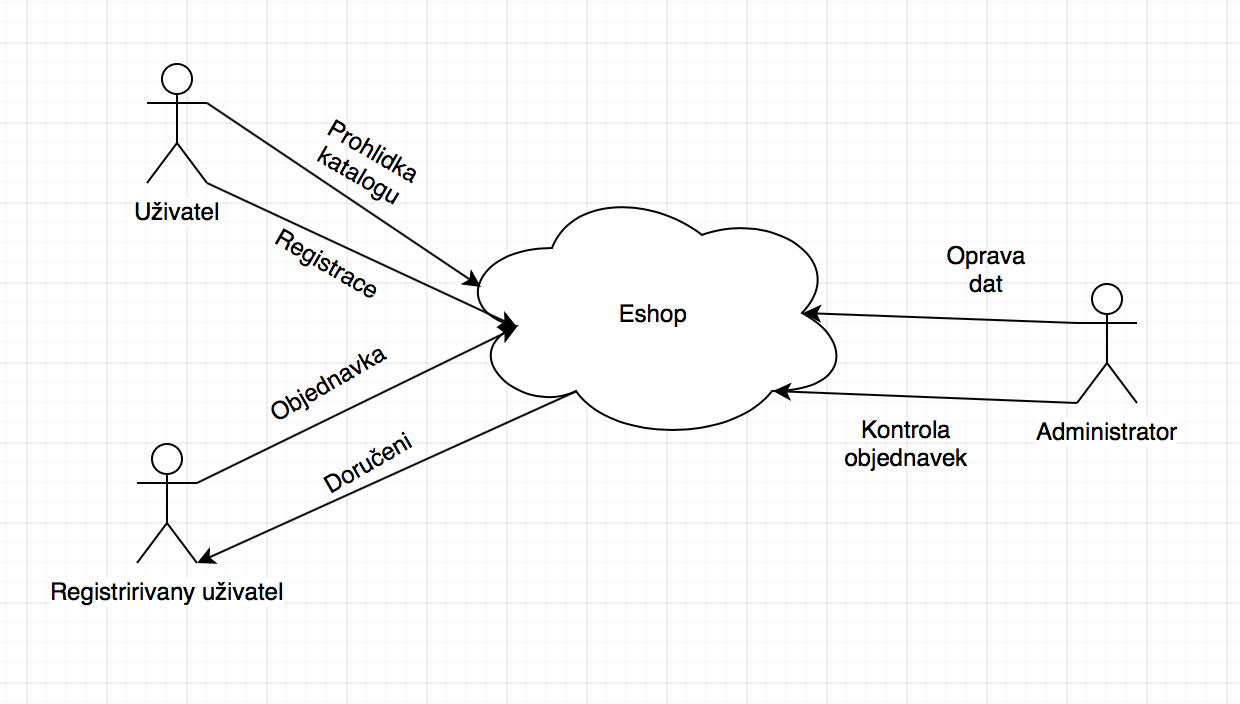 Prohlidka
katalogu
Uživatel
Registrace
Eshop
Oprava
dat
Objednavka
Doručeni
Kontrola
objednavek
Administrator
Registririvany uživatel